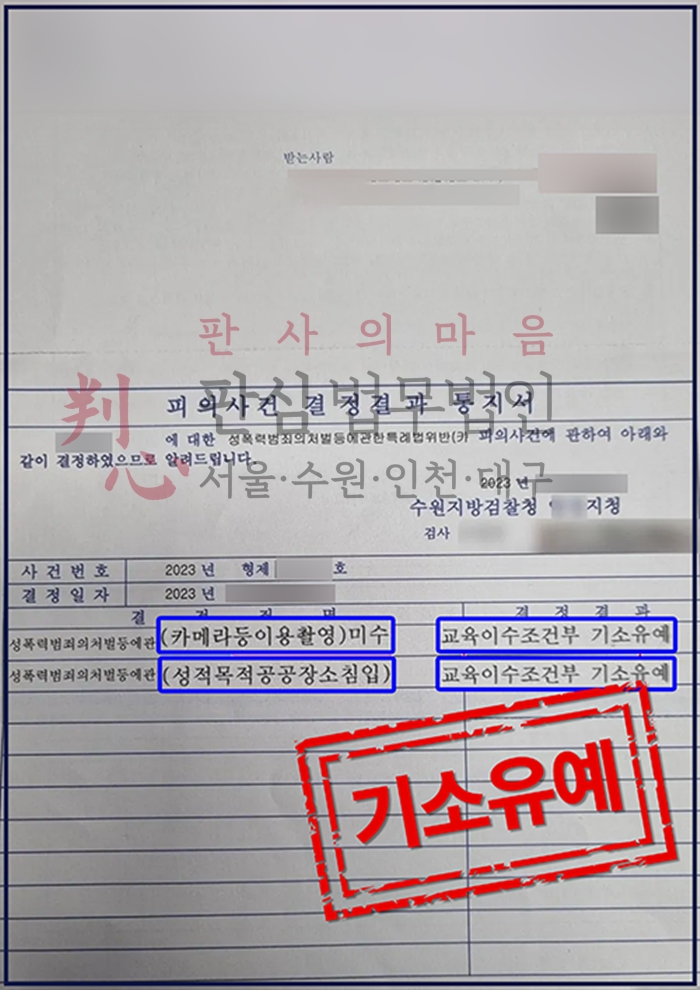 받는사람
판사의마음
判心
판심법무법인
피의사건 결정결과 통지서
에 대한 성폭력범죄의처벌등에관한특례법위반(카 피의사건에 관하여 아래와
같이 결정하였으므로 알려드립니다.
서울·수원·인천·대구
2023 년
수원지방검찰청 지청
검사
사건번호 2023 년 형제 호
결정일자 2023 년
결 명 결정결과
성폭력범죄의처벌등에관 (카메라등이용촬영)미수 교육이수조건부 기소유예
성폭력범죄의처벌등에관 (성적목적공공장소침입) 교육이수조건부 기소유예
기소유예